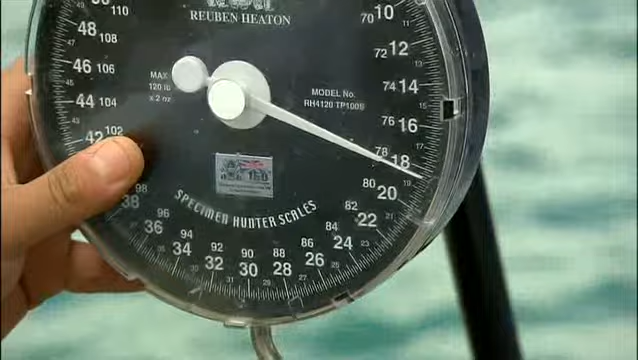 50 110
REUBEN HEATON
48 108
46 106
44 104
42 102
MAX
120 lb
x 2 oz
MODEL No.
RH4120 TP100S
70 10
72 12
74 14
76 16
78 18
80 20
82 22
84 24
86 26
88 28
90 30
92 32
94 34
96 36
98 38
SPECIMEN HUNTER SCALES